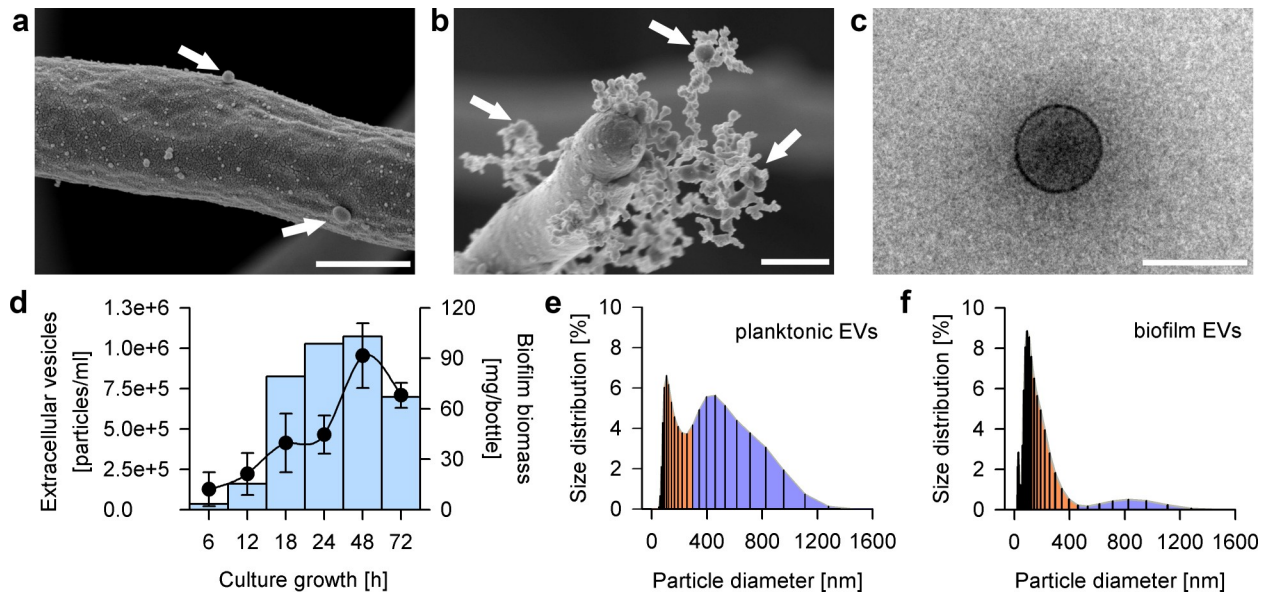 a
b
c
d
Extracellular vesicles
[particles/ml]
1.3e+6
1.0e+6
7.5e+5
5.0e+5
2.5e+5
0.0
120
90
60
30
0
Biofilm biomass
[mg/bottle]
6 12 18 24 48 72
Culture growth [h]
e
planktonic EVs
Size distribution [%]
10
8
6
4
2
0
0 400 800 1200 1600
Particle diameter [nm]
f
biofilm EVs
Size distribution [%]
10
8
6
4
2
0
0 400 800 1200 1600
Particle diameter [nm]